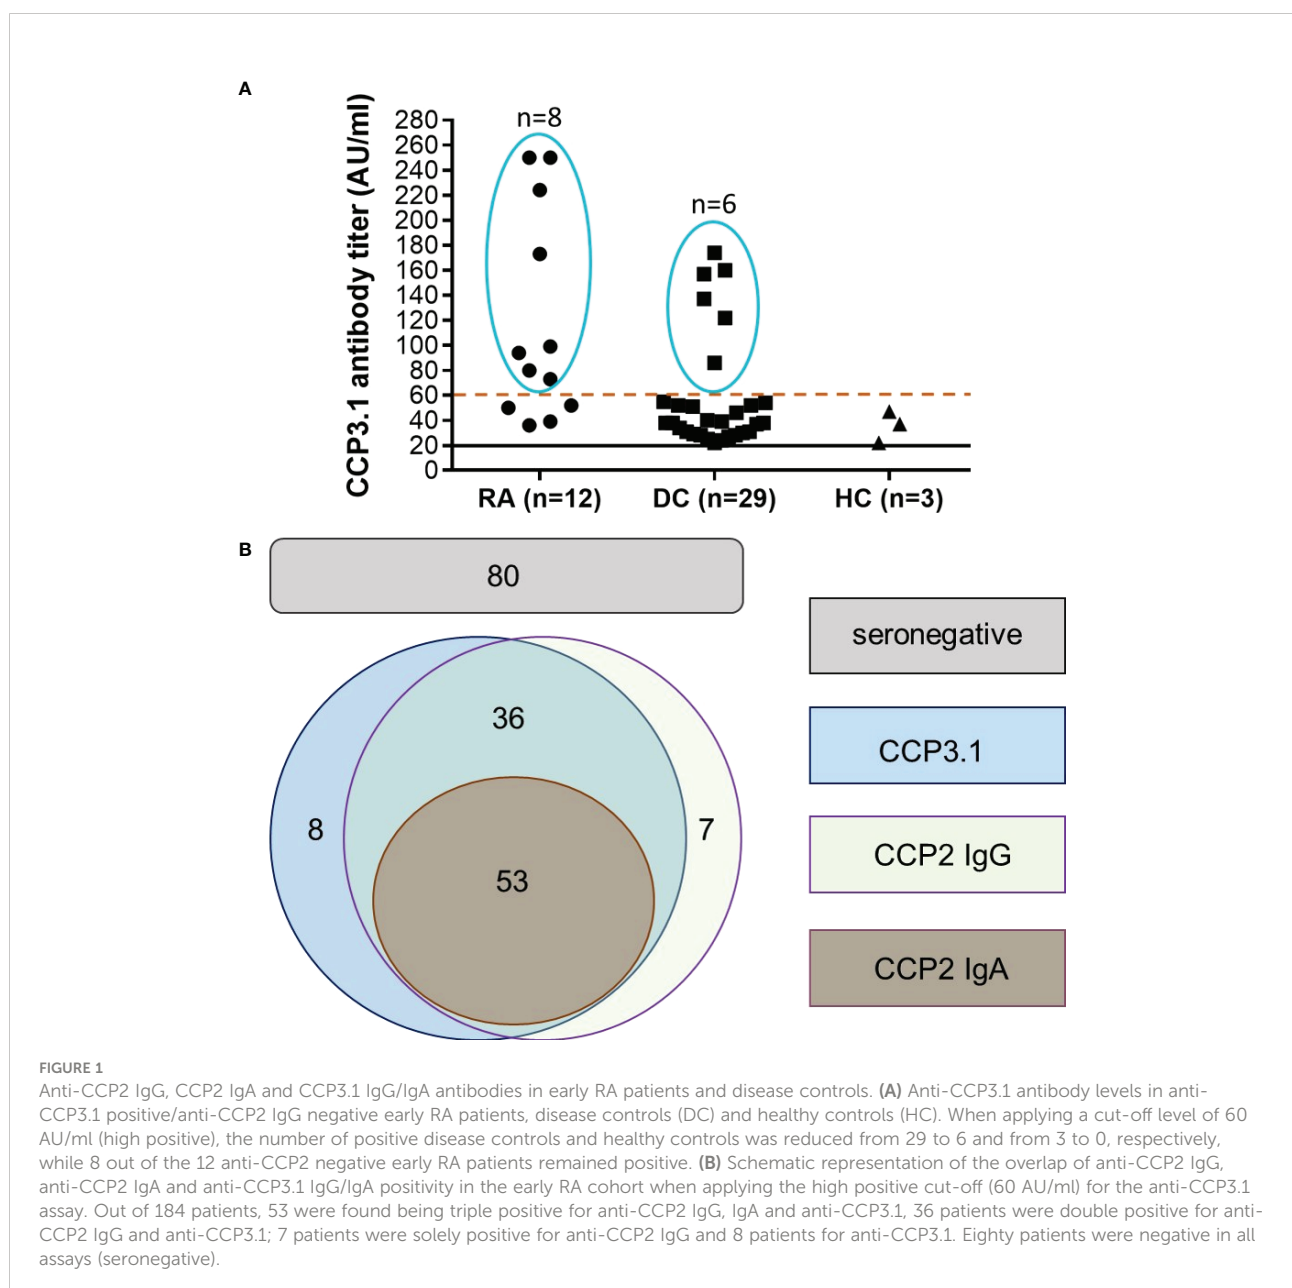 A
CCP3.1 antibody titer (AU/ml)
280
260
240
220
200
180
160
140
120
100
80
60
40
20
0
n=8
n=6
RA (n=12) DC (n=29) HC (n=3)
B
80
36
8
7
53
seronegative
CCP3.1
CCP2 IgG
CCP2 IgA
FIGURE 1
Anti-CCP2 IgG, CCP2 IgA and CCP3.1 IgG/IgA antibodies in early RA patients and disease controls. (A) Anti-CCP3.1 antibody levels in anti-
CCP3.1 positive/anti-CCP2 IgG negative early RA patients, disease controls (DC) and healthy controls (HC). When applying a cut-off level of 60
AU/ml (high positive), the number of positive disease controls and healthy controls was reduced from 29 to 6 and from 3 to 0, respectively,
while 8 out of the 12 anti-CCP2 negative early RA patients remained positive. (B) Schematic representation of the overlap of anti-CCP2 IgG,
anti-CCP2 IgA and anti-CCP3.1 IgG/IgA positivity in the early RA cohort when applying the high positive cut-off (60 AU/ml) for the anti-CCP3.1
assay. Out of 184 patients, 53 were found being triple positive for anti-CCP2 IgG, IgA and anti-CCP3.1, 36 patients were double positive for anti-
CCP2 IgG and anti-CCP3.1; 7 patients were solely positive for anti-CCP2 IgG and 8 patients for anti-CCP3.1. Eighty patients were negative in all
assays (seronegative).